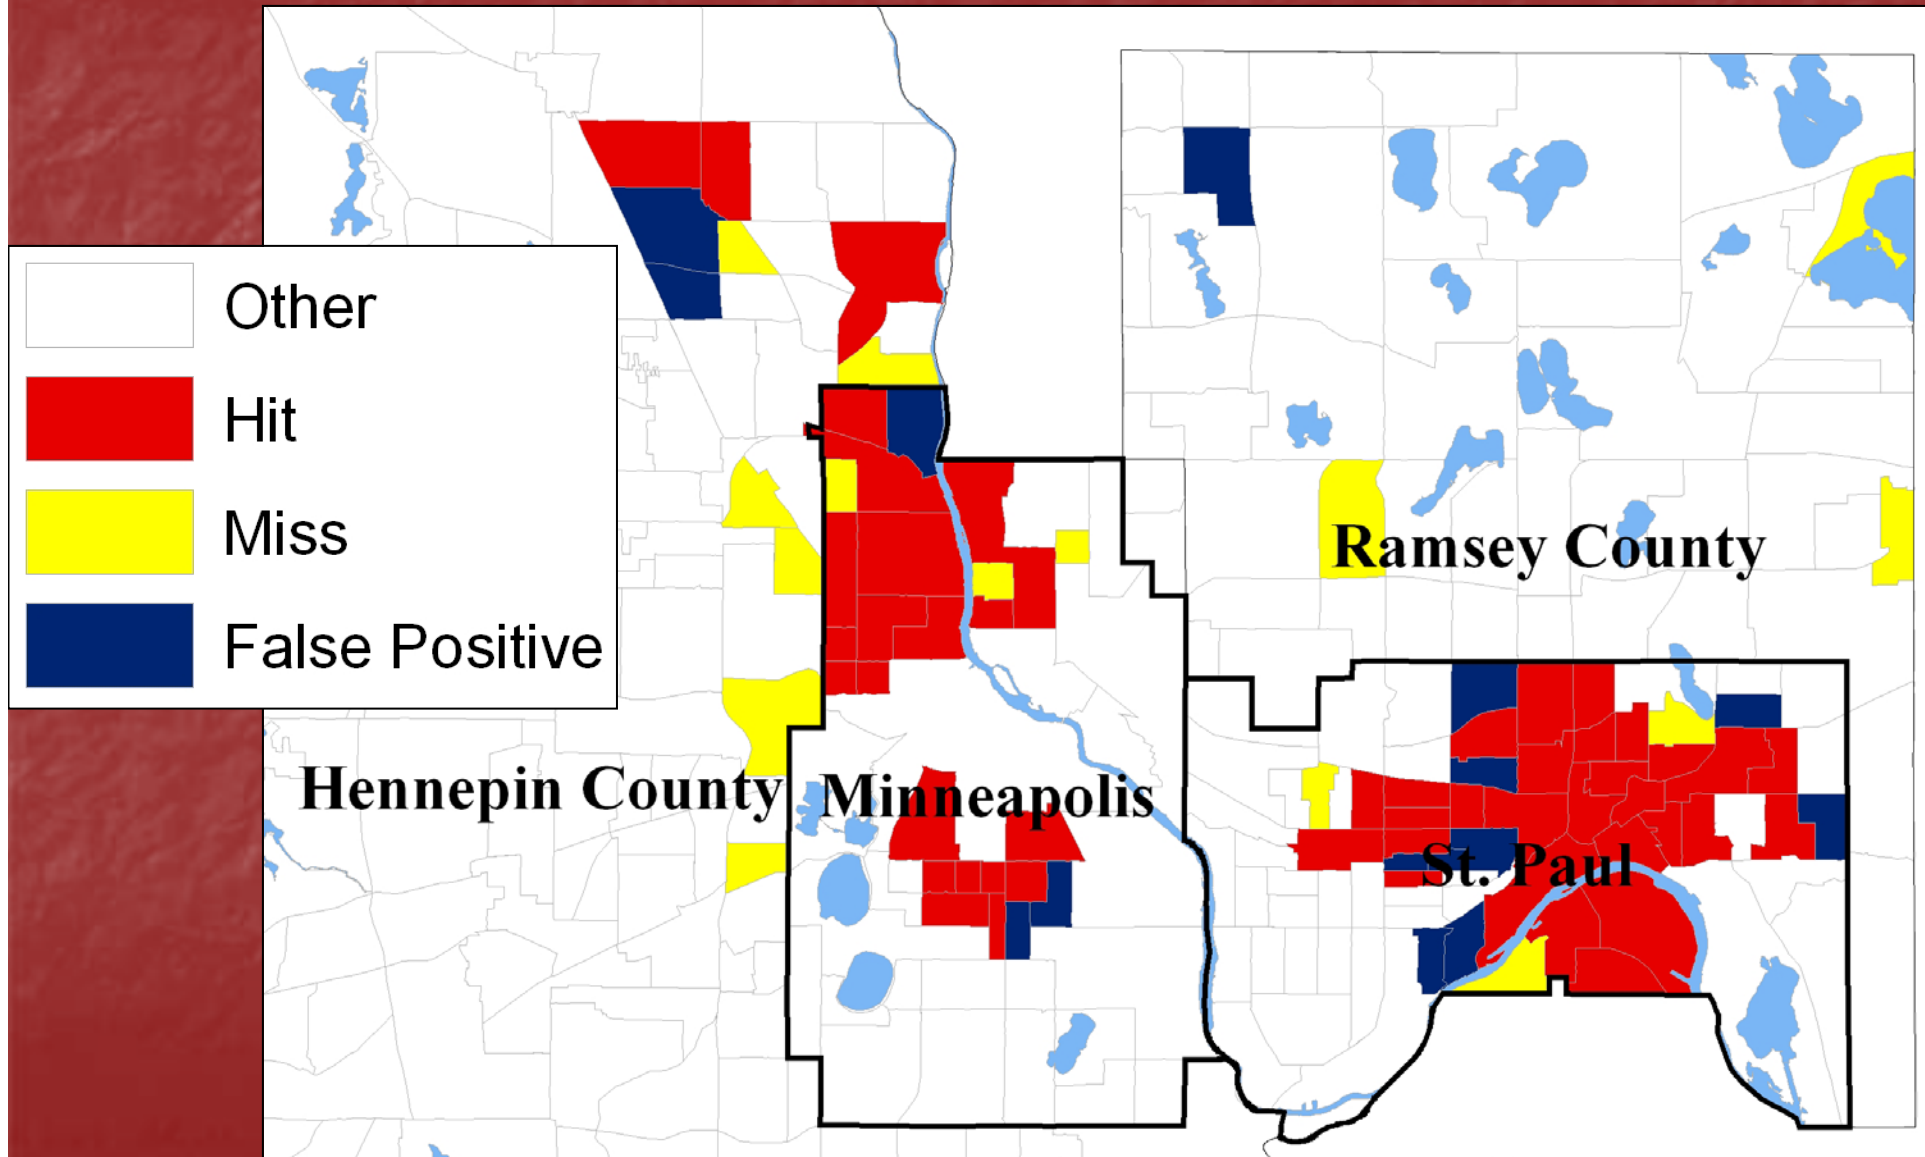 Other
Hit
Miss
False Positive
Ramsey County
Hennepin County
Minneapolis
St. Paul